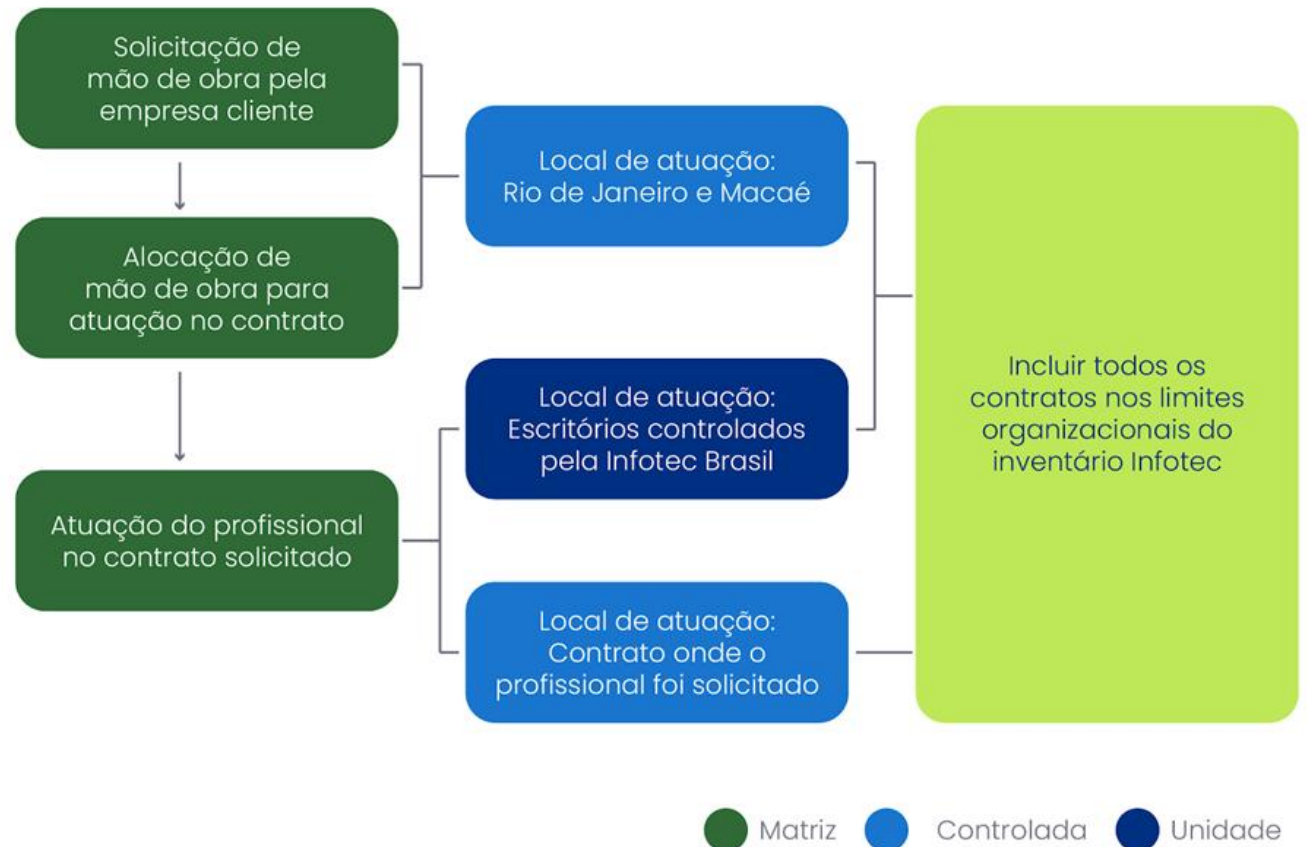 Solicitação de
mão de obra pela
empresa cliente
Alocação de
mão de obra para
atuação no contrato
Atuação do profissional
no contrato solicitado
Local de atuação:
Rio de Janeiro e Macaé
Local de atuação:
Escritórios controlados
pela Infotec Brasil
Local de atuação:
Contrato onde o
profissional foi solicitado
Incluir todos os
contratos nos limites
organizacionais do
inventário Infotec
Matriz
Controlada
Unidade